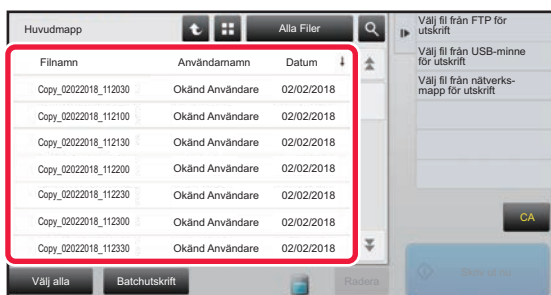 Huvudmapp
Alla Filer
Filnamn Användarnamn Datum
Copy_02022018_112030 Okänd Användare 02/02/2018
Copy_02022018_112100 Okänd Användare 02/02/2018
Copy_02022018_112130 Okänd Användare 02/02/2018
Copy_02022018_112200 Okänd Användare 02/02/2018
Copy_02022018_112230 Okänd Användare 02/02/2018
Copy_02022018_112300 Okänd Användare 02/02/2018
Copy_02022018_112330 Okänd Användare 02/02/2018
Välj alla
Batchutskrift
Radera
Välj fil från FTP för
utskrift
Välj fil från USB-minne
för utskrift
Välj fil från nätverks-
mapp för utskrift
CA